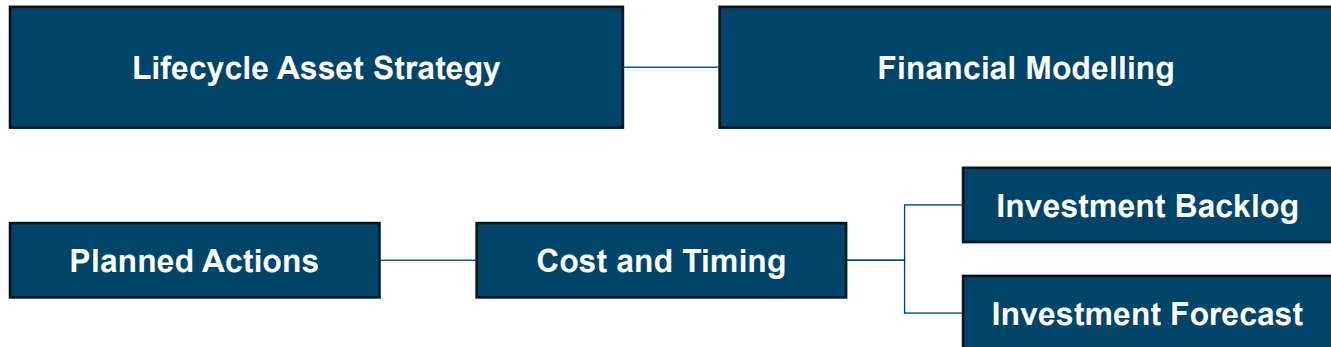 Lifecycle Asset Strategy
Financial Modelling
Planned Actions
Cost and Timing
Investment Backlog
Investment Forecast